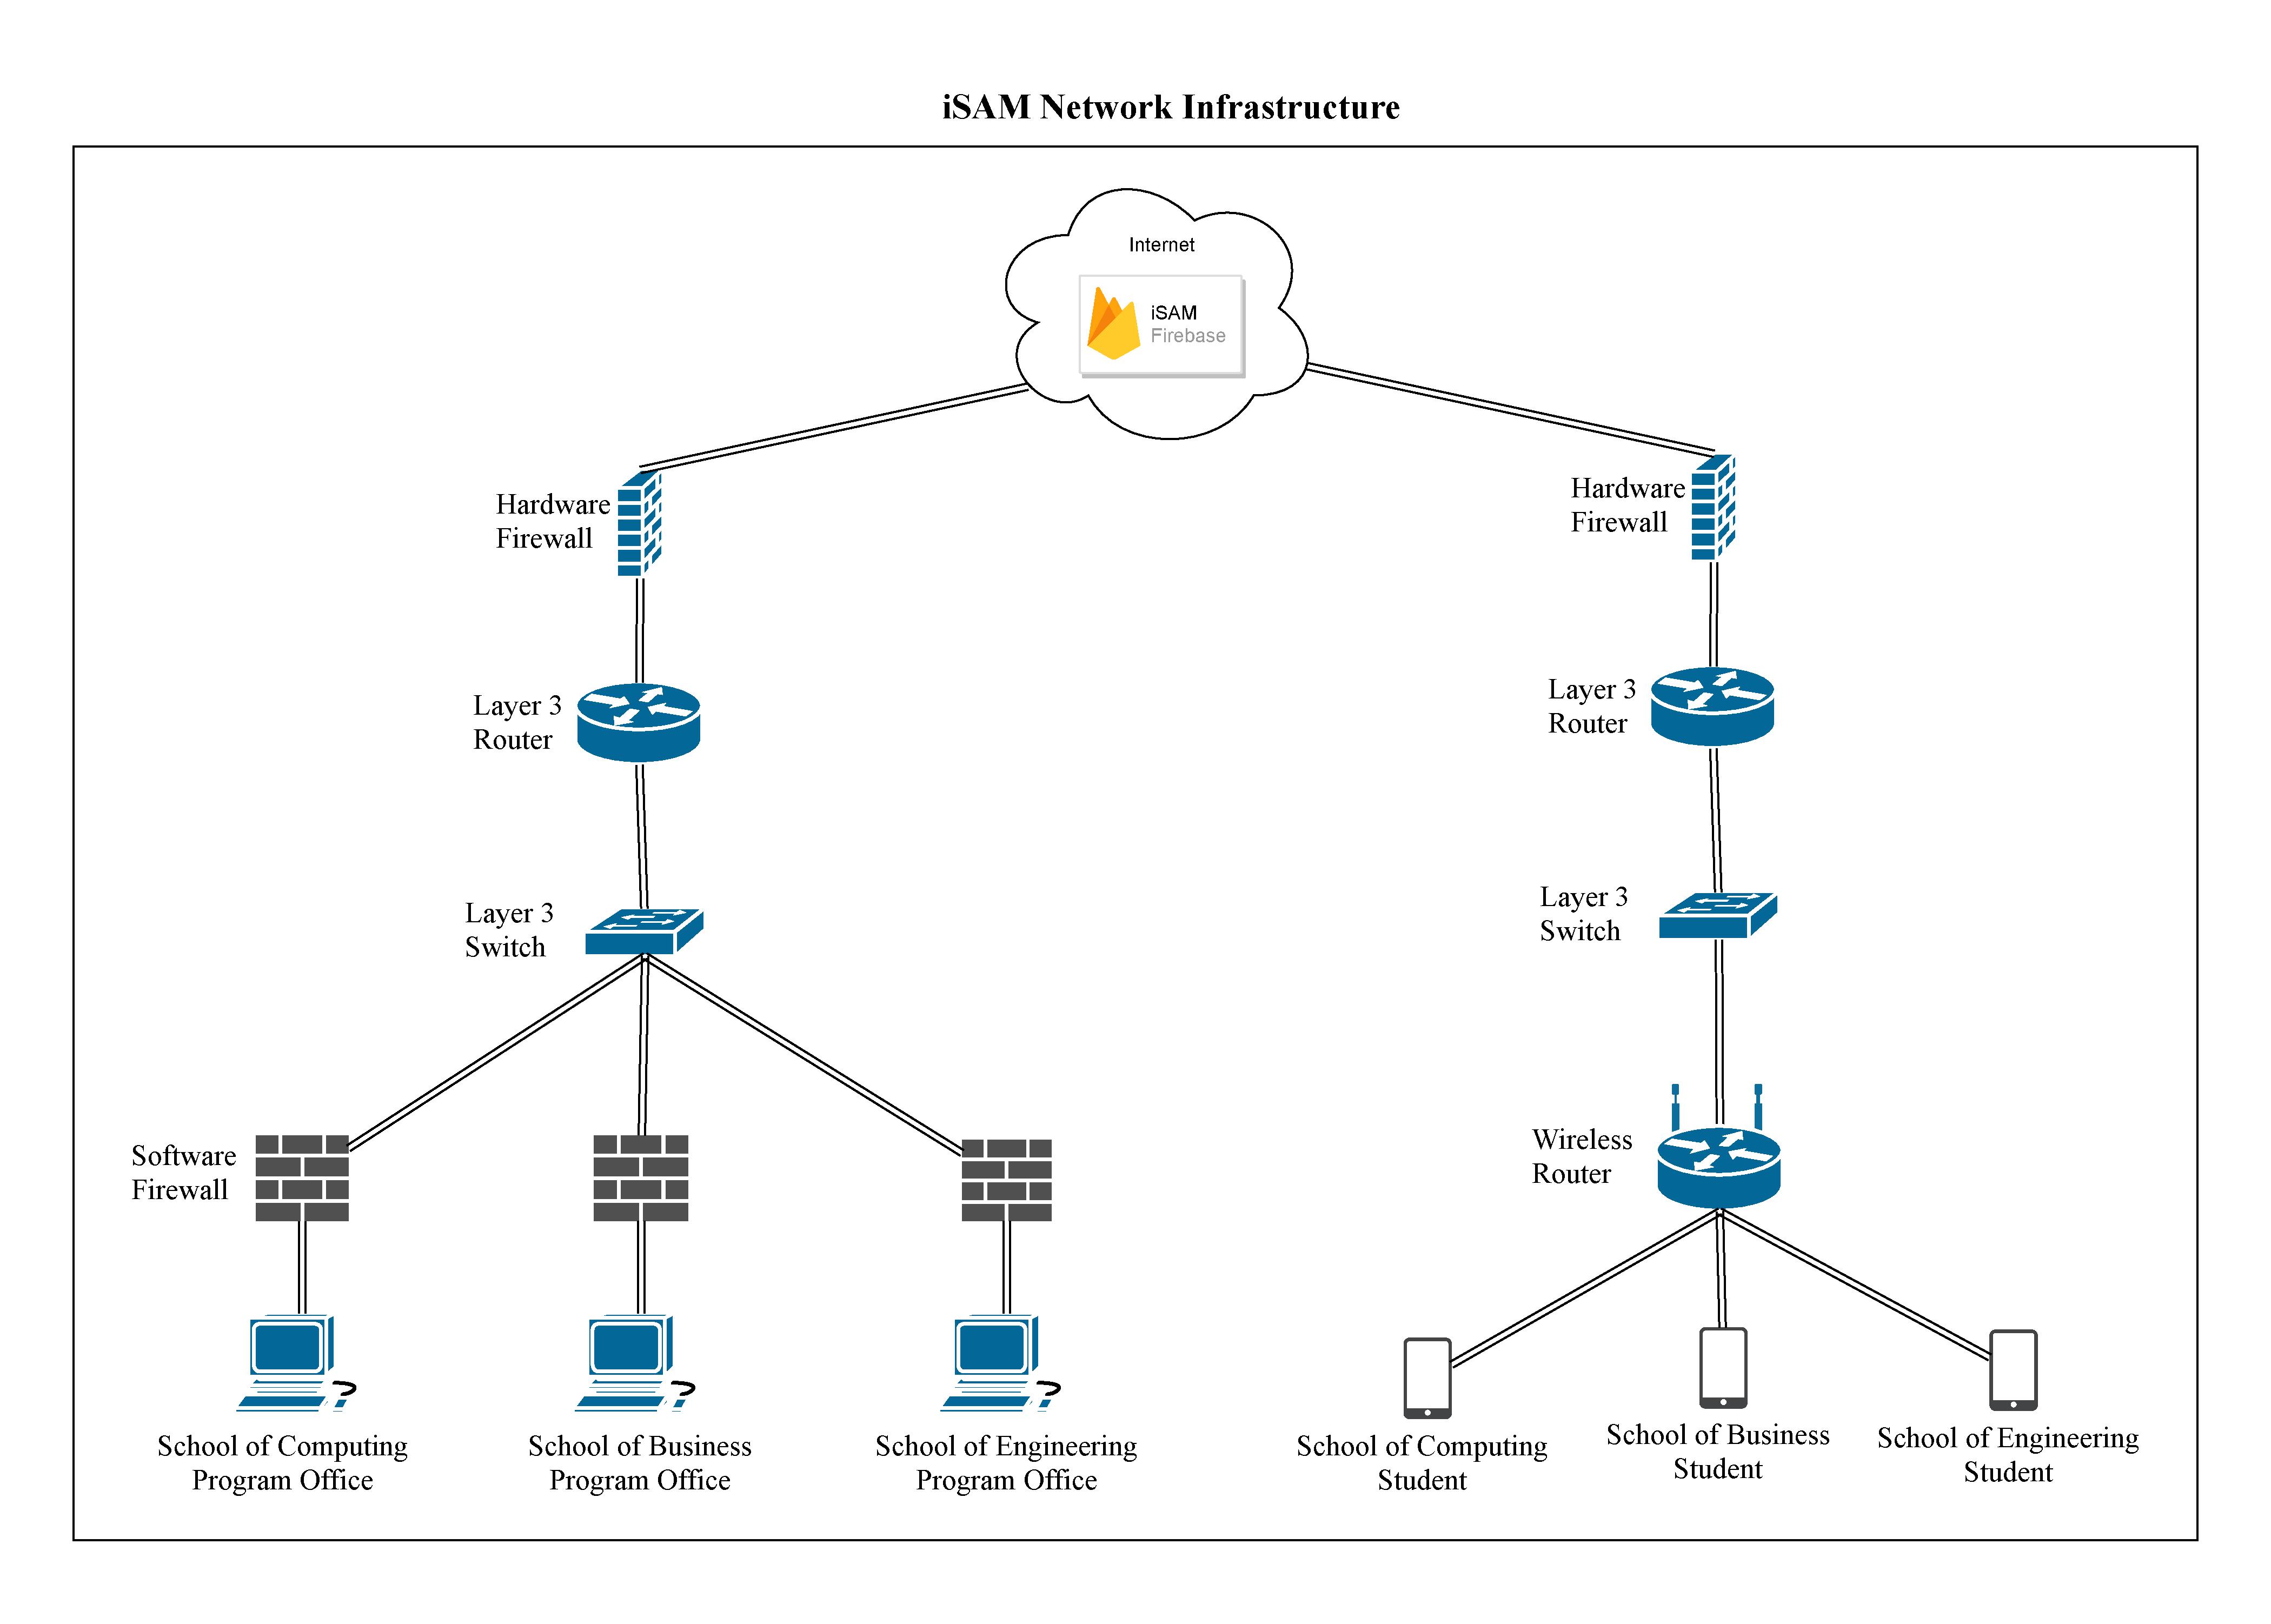 iSAM Network Infrastructure
Internet
iSAM
Firebase
Hardware
Firewall
Hardware
Firewall
Layer 3
Router
Layer 3
Router
Layer 3
Switch
Layer 3
Switch
Software
Firewall
Wireless
Router
School of Computing
Program Office
School of Business
Program Office
School of Engineering
Program Office
School of Computing
Student
School of Business
Student
School of Engineering
Student